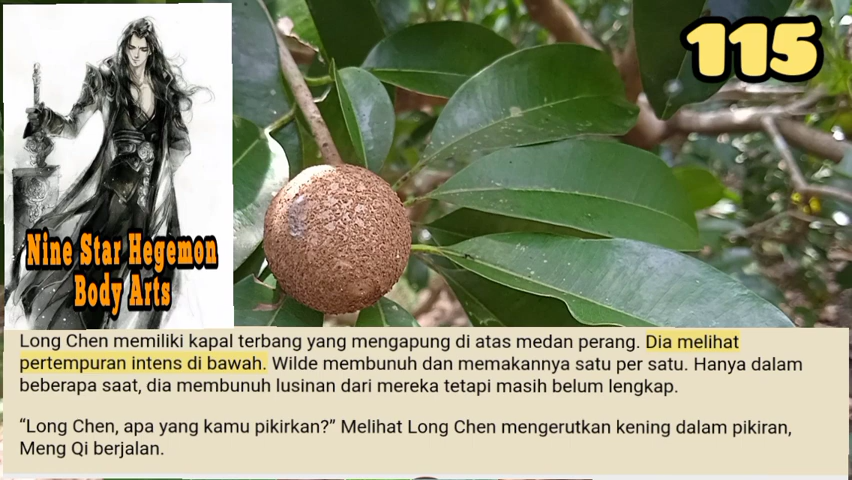 115
Nine Star Hegemon
Body Arts
Long Chen memiliki kapal terbang yang mengapung di atas medan perang. Dia melihat
pertempuran intens di bawah. Wilde membunuh dan memakannya satu per satu. Hanya dalam
beberapa saat, dia membunuh lusinan dari mereka tetapi masih belum lengkap.
“Long Chen, apa yang kamu pikirkan?” Melihat Long Chen mengerutkan kening dalam pikiran,
Meng Qi berjalan.